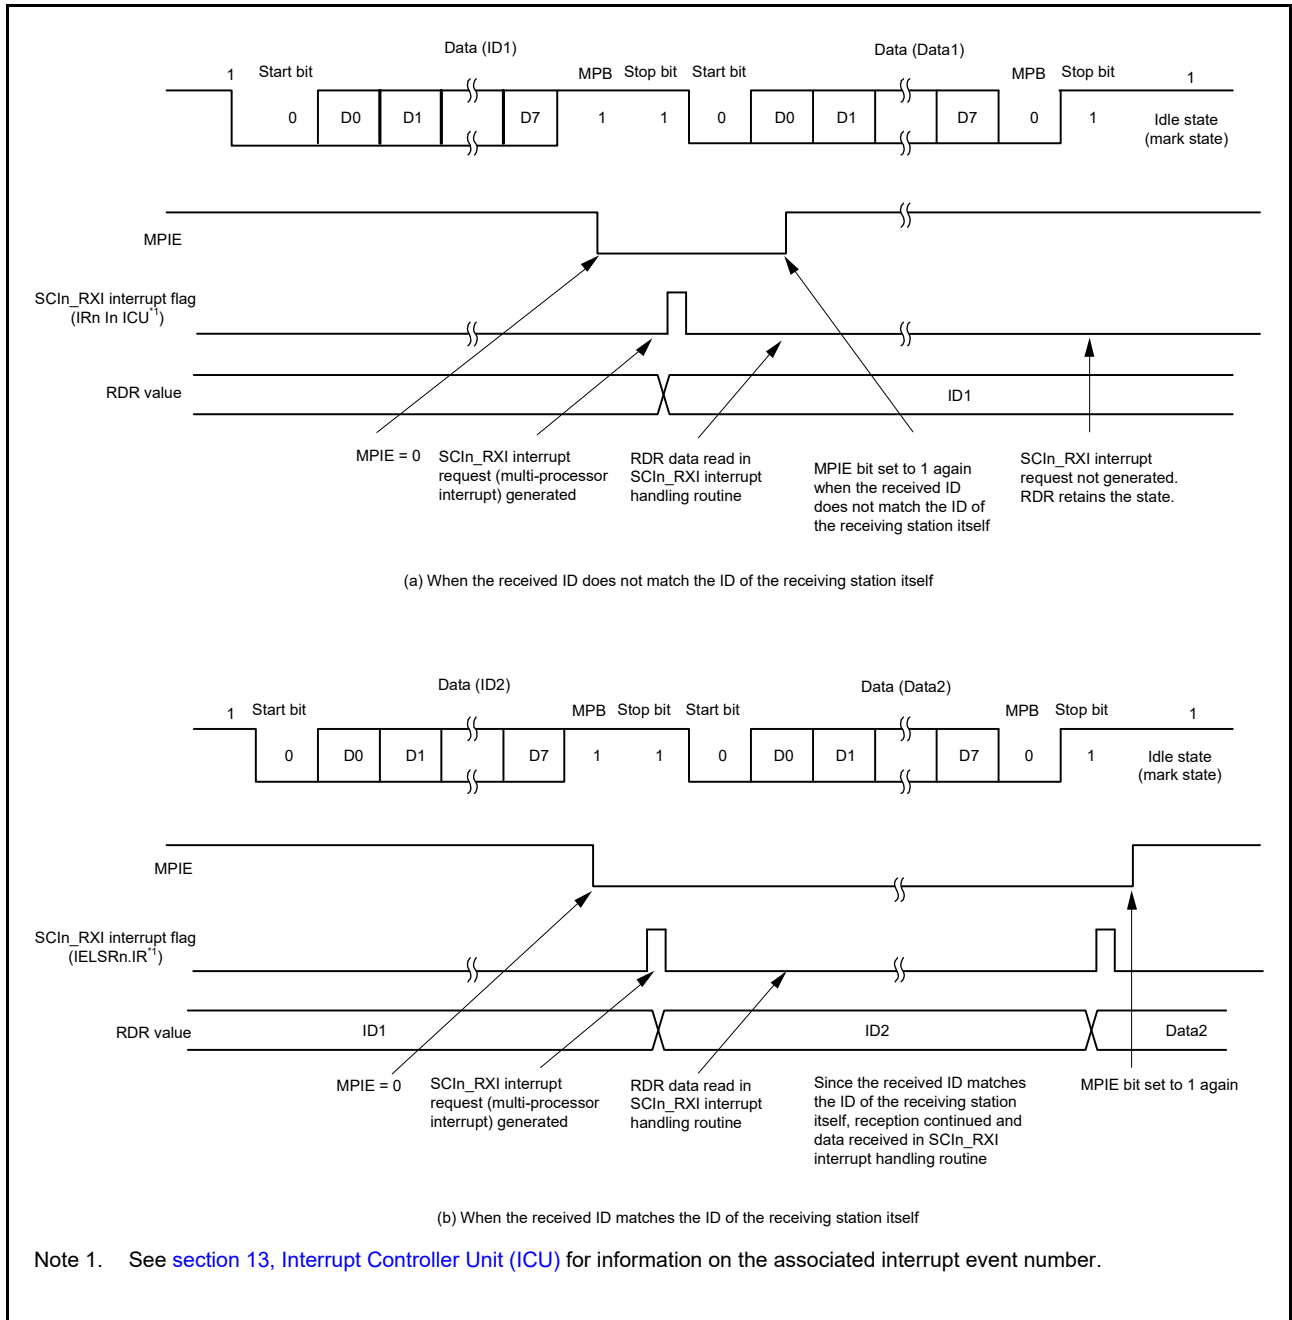 Data (ID1) Data (Data1)
1 Start bit MPB Stop bit Start bit MPB Stop bit 1
0 D0 D1 D7 1 1 0 D0 D1 D7 0 1 Idle state
(mark state)
MPIE
SCIn_RXI interrupt flag
(IRn In ICU*1)
RDR value ID1
MPIE = 0
SCIn_RXI interrupt
request (multi-processor
interrupt) generated
RDR data read in
SCIn_RXI interrupt
handling routine
MPIE bit set to 1 again
when the received ID
does not match the ID of
the receiving station itself
SCIn_RXI interrupt
request not generated.
RDR retains the state.
(a) When the received ID does not match the ID of the receiving station itself
Data (ID2) Data (Data2)
1 Start bit MPB Stop bit Start bit MPB Stop bit 1
0 D0 D1 D7 1 1 0 D0 D1 D7 0 1 Idle state
(mark state)
MPIE
SCIn_RXI interrupt flag
(IELSRn.IR*1)
RDR value ID1 ID2 Data2
MPIE = 0
SCIn_RXI interrupt
request (multi-processor
interrupt) generated
RDR data read in
SCIn_RXI interrupt
handling routine
Since the received ID matches
the ID of the receiving station
itself, reception continued and
data received in SCIn_RXI
interrupt handling routine
MPIE bit set to 1 again
(b) When the received ID matches the ID of the receiving station itself
Note 1. See section 13, Interrupt Controller Unit (ICU) for information on the associated interrupt event number.